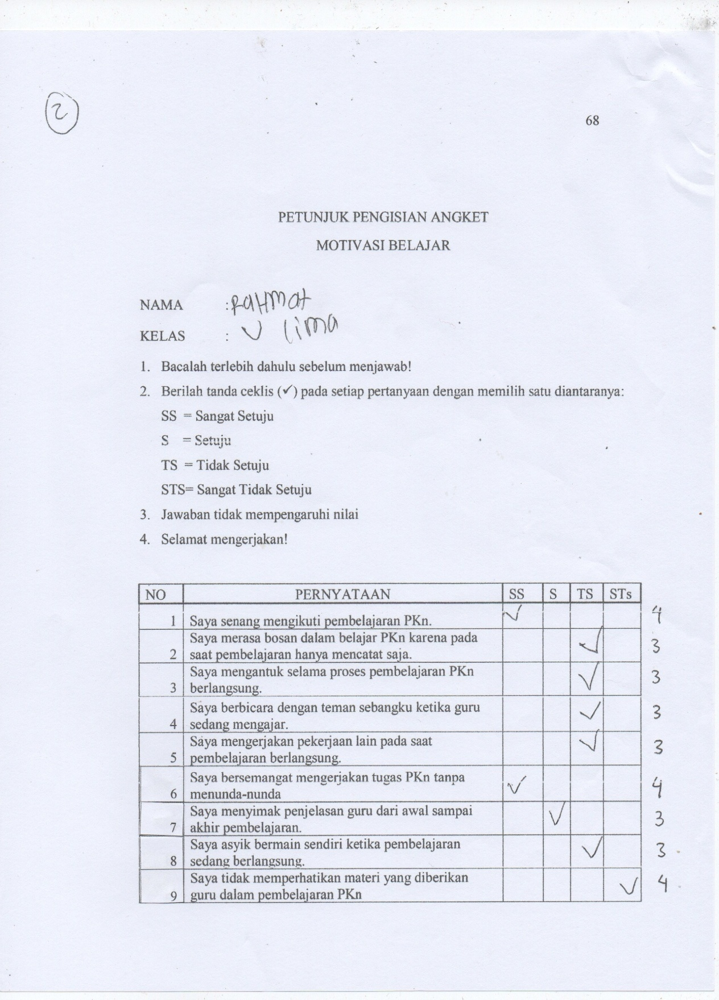 2
68
PETUNJUK PENGISIAN ANGKET
MOTIVASI BELAJAR
NAMA : RAHMAt
KELAS : V lima
1. Bacalah terlebih dahulu sebelum menjawab!
2. Berilah tanda ceklis (✓) pada setiap pertanyaan dengan memilih satu diantaranya:
SS = Sangat Setuju
S = Setuju
TS = Tidak Setuju
STS= Sangat Tidak Setuju
3. Jawaban tidak mempengaruhi nilai
4. Selamat mengerjakan!
NO PERNYATAAN SS S TS STs
1 Saya senang mengikuti pembelajaran PKn. ✓ 4
Saya merasa bosan dalam belajar PKn karena pada
2 saat pembelajaran hanya mencatat saja. ✓ 3
Saya mengantuk selama proses pembelajaran PKn
3 berlangsung. ✓ 3
Saya berbicara dengan teman sebangku ketika guru
4 sedang mengajar. ✓ 3
Saya mengerjakan pekerjaan lain pada saat
5 pembelajaran berlangsung. ✓ 3
Saya bersemangat mengerjakan tugas PKn tanpa
6 menunda-nunda ✓ 4
Saya menyimak penjelasan guru dari awal sampai
7 akhir pembelajaran. ✓ 3
Saya asyik bermain sendiri ketika pembelajaran
8 sedang berlangsung. ✓ 3
Saya tidak memperhatikan materi yang diberikan
9 guru dalam pembelajaran PKn ✓ 4